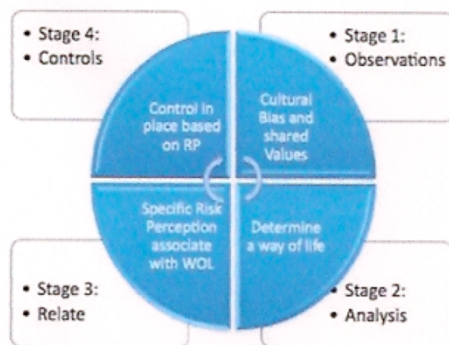 • Stage 4:
• Controls
• Stage 1:
• Observations
Control in
place based
on RP
Cultural
Bias and
shared
Values
Specific Risk
Perception
associate
with WOL
Determine
a way of life
• Stage 3:
• Relate
• Stage 2:
• Analysis